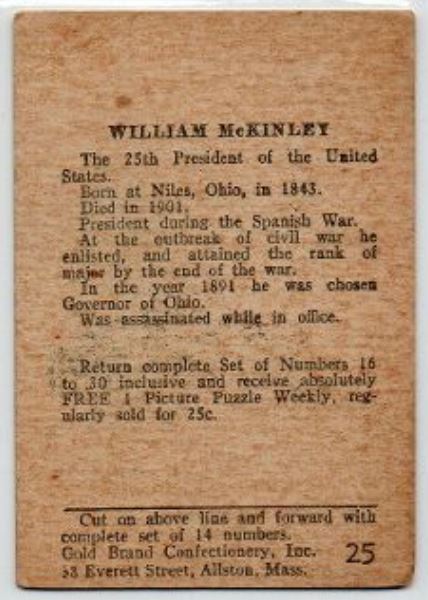 WILLIAM McKINLEY
The 25th President of the United
States.
Born at Niles, Ohio, in 1843.
Died in 1901.
President during the Spanish War.
At the outbreak of civil war he
enlisted, and attained the rank of
major by the end of the war.
In the year 1891 he was chosen
Governor of Ohio.
Was assassinated while in office.
Return complete Set of Numbers 16
to 30 inclusive and receive absolutely
FREE 1 Picture Puzzle Weekly, reg-
ularly sold for 25c.
Cut on above line and forward with
complete set of 14 numbers.
Gold Brand Confectionery, Inc.
Everett Street, Allston, Mass.
25